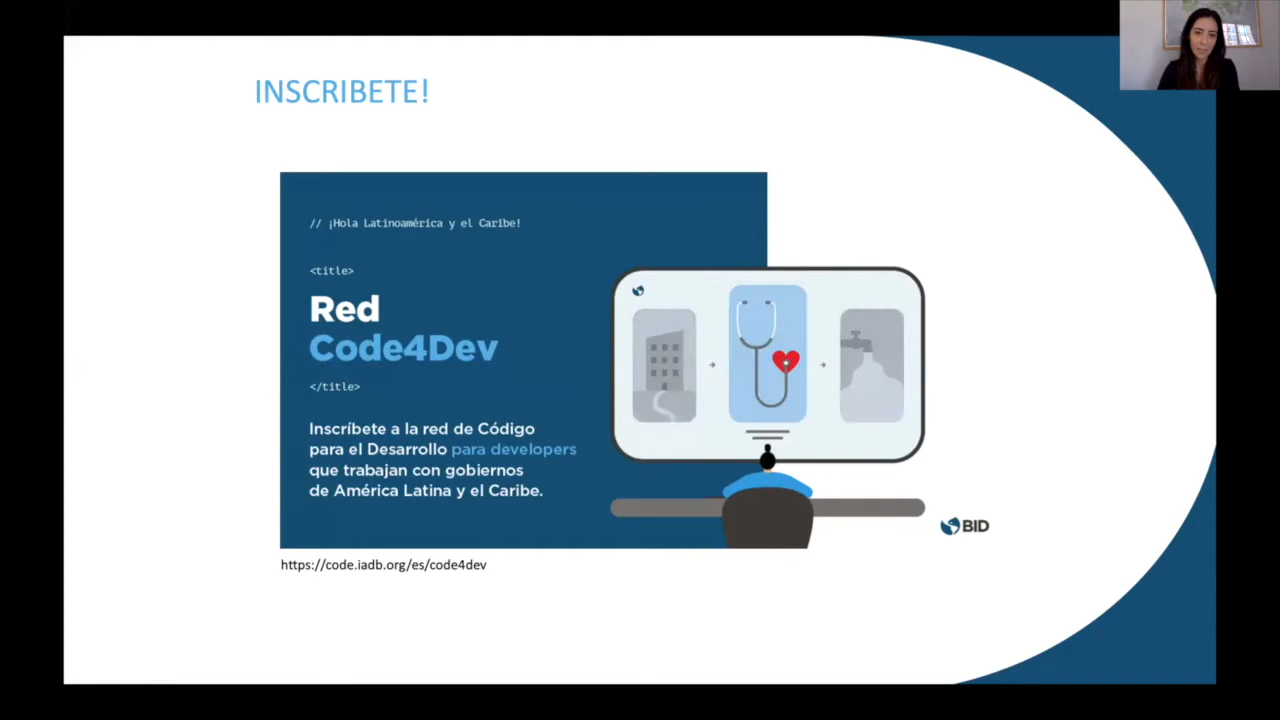 INSCRIBETE!
// ¡Hola Latinoamérica y el Caribe!
<title>
Red
Code4Dev
</title>
Inscríbete a la red de Código
para el Desarrollo para developers
que trabajan con gobiernos
de América Latina y el Caribe.
BID
https://code.iadb.org/es/code4dev